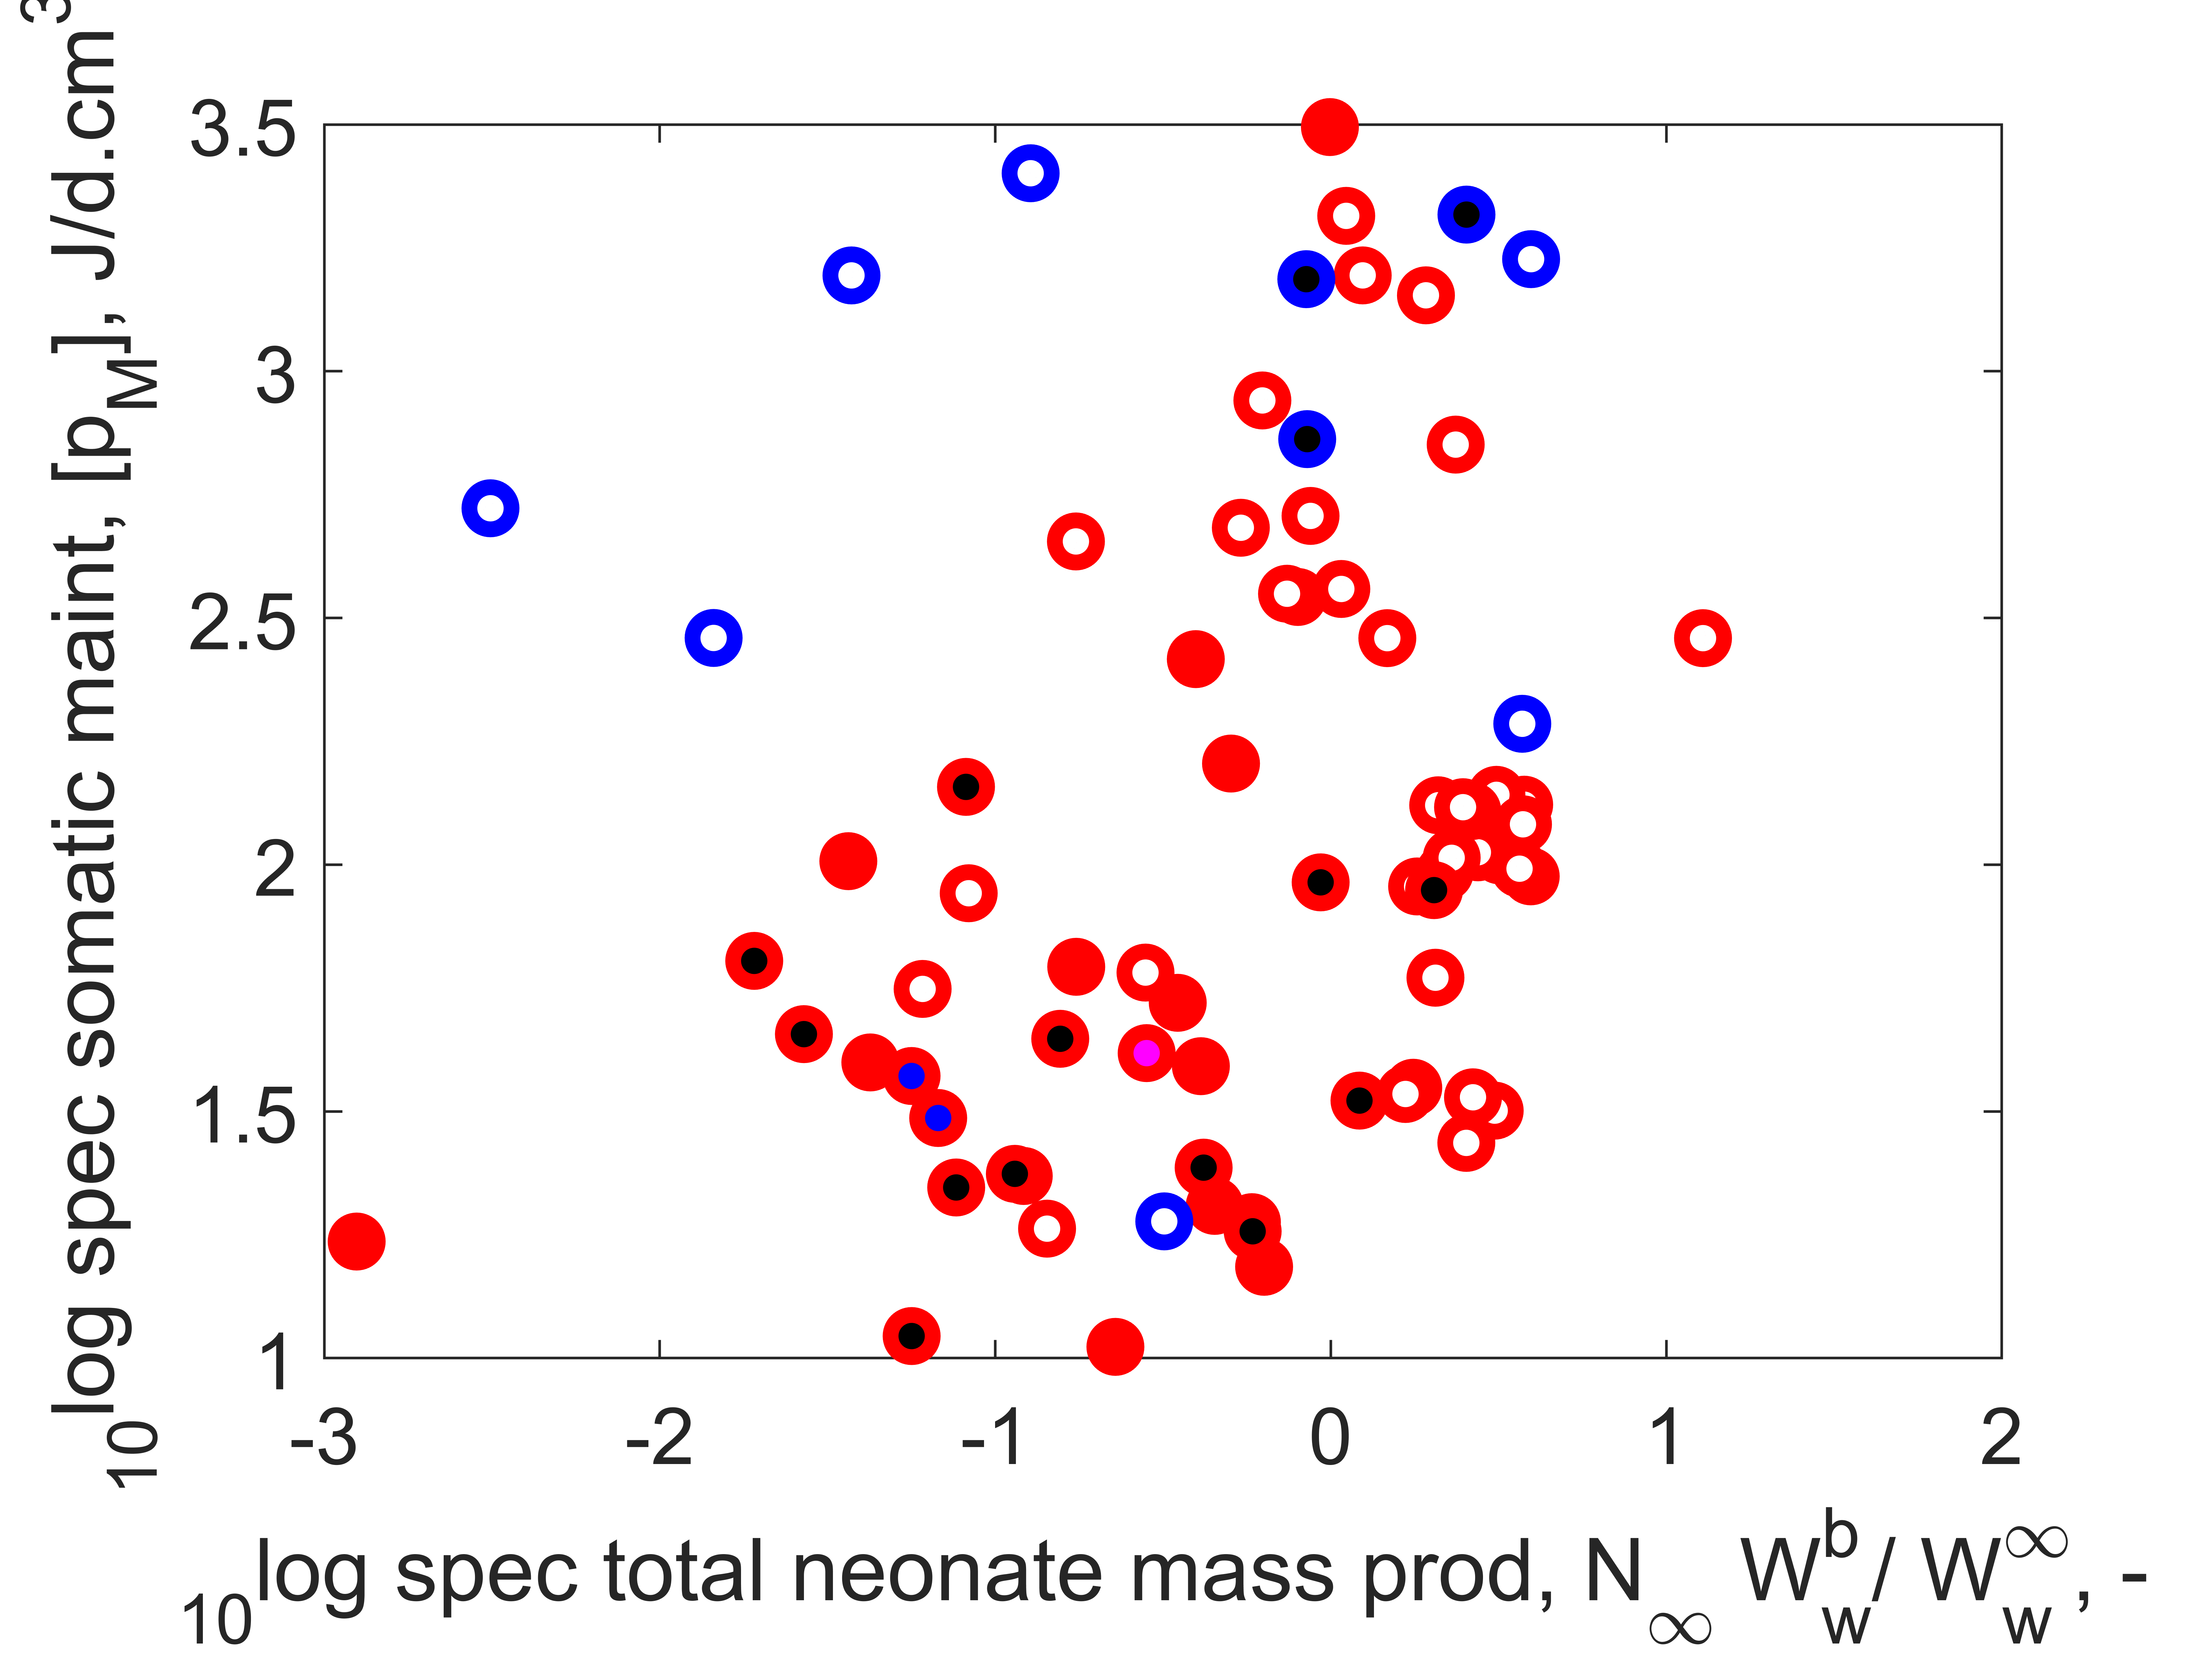 10log spec somatic maint, [pM], J/d.cm3
3.5
3
2.5
2
1.5
1
-3 -2 -1 0 1 2
10log spec total neonate mass prod, N∞ Wwb/ Ww∞, -